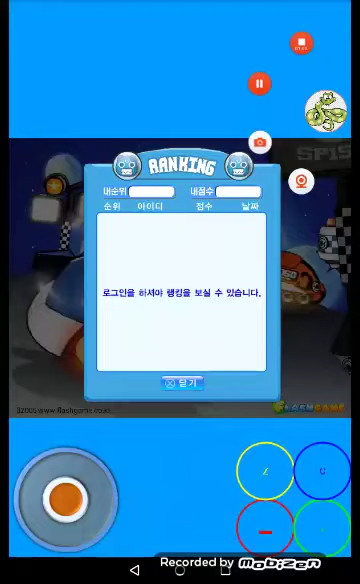 RANKING
내순위 내점수
순위 아이디 점수 날짜
로그인을 하셔야 랭킹을 보실 수 있습니다.
닫기
©2005 www.flashgame.co.kr
FLASHGAME
Recorded by mobizen